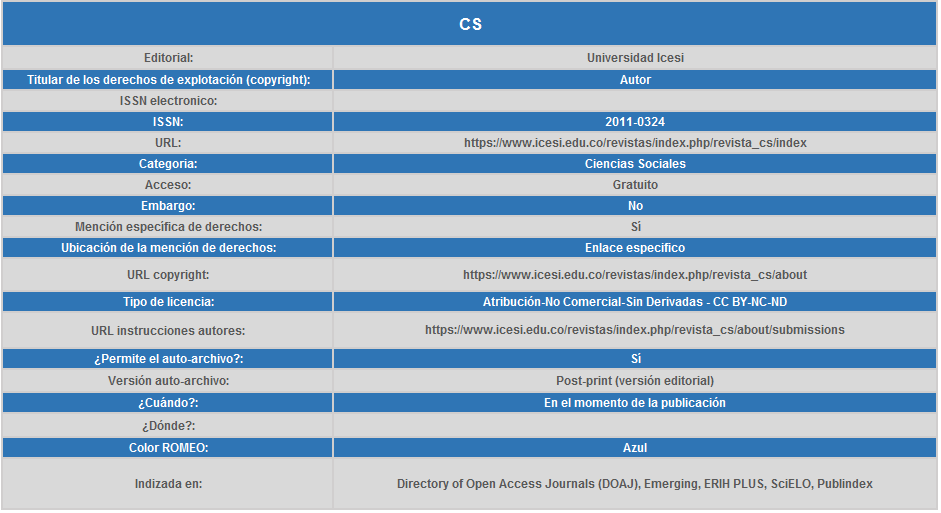 CS
Editorial: Universidad Icesi
Titular de los derechos de explotación (copyright): Autor
ISSN electronico:
ISSN: 2011-0324
URL: https://www.icesi.edu.co/revistas/index.php/revista_cs/index
Categoria: Ciencias Sociales
Acceso: Gratuito
Embargo: No
Mención específica de derechos: Sí
Ubicación de la mención de derechos: Enlace especifico
URL copyright: https://www.icesi.edu.co/revistas/index.php/revista_cs/about
Tipo de licencia: Atribución-No Comercial-Sin Derivadas - CC BY-NC-ND
URL instrucciones autores: https://www.icesi.edu.co/revistas/index.php/revista_cs/about/submissions
¿Permite el auto-archivo?: Sí
Versión auto-archivo: Post-print (versión editorial)
¿Cuándo?: En el momento de la publicación
¿Dónde?:
Color ROMEO: Azul
Indizada en: Directory of Open Access Journals (DOAJ), Emerging, ERIH PLUS, SciELO, Publindex